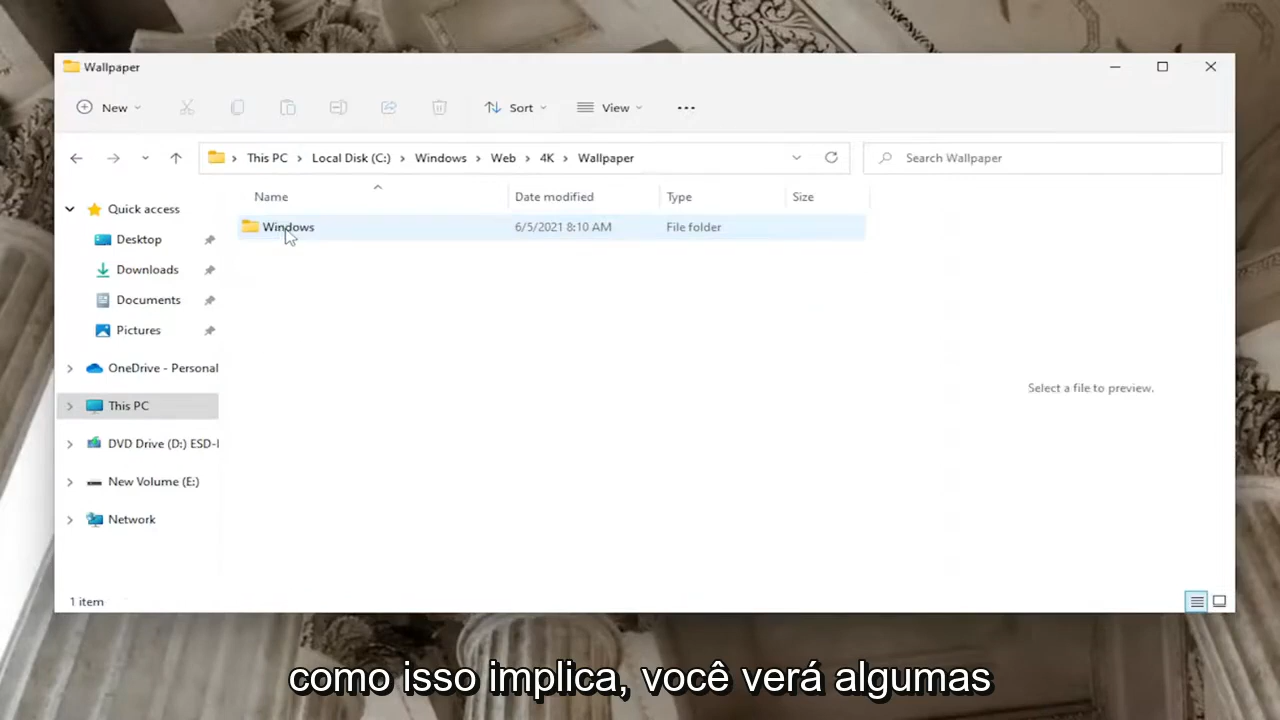 Wallpaper
New
Sort
View
This PC > Local Disk (C:) > Windows > Web > 4K > Wallpaper
Search Wallpaper
Name
Date modified
Type
Size
Quick access
Desktop
Downloads
Documents
Pictures
OneDrive - Personal
This PC
DVD Drive (D:) ESD-I
New Volume (E:)
Network
Windows
6/5/2021 8:10 AM
File folder
Select a file to preview.
1 item
como isso implica, você verá algumas